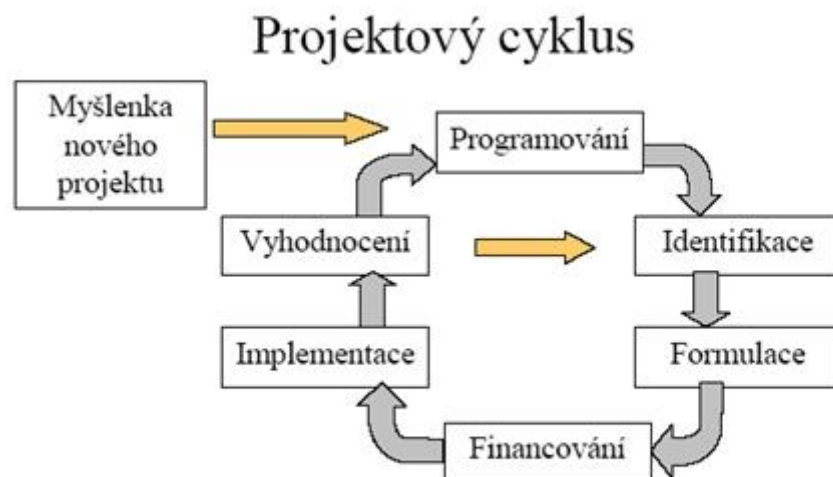 Projektový cyklus
Myšlenka
nového
projektu
Programování
Vyhodnocení
Identifikace
Implementace
Formulace
Financování